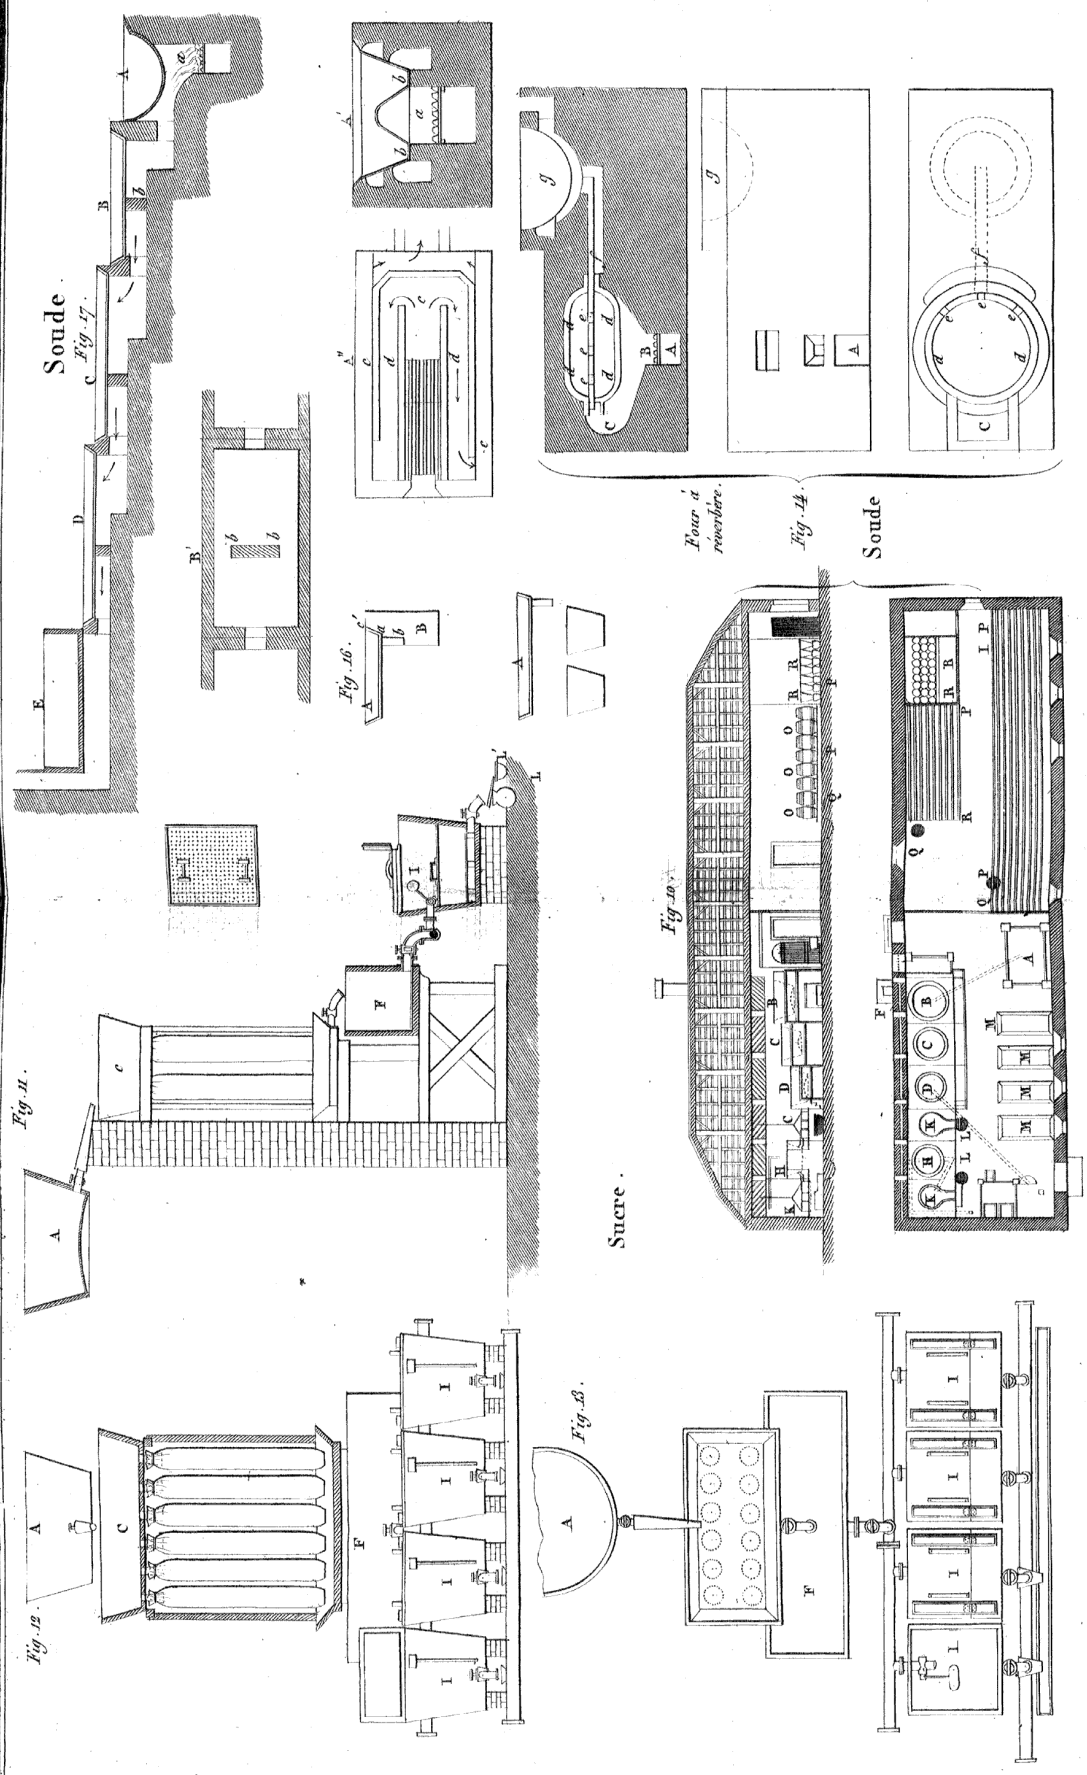 Soude.
Fig. 17.
A
a
B
b
C
D
E
B'
b
b
A'
a
b
b
A''
c
c
c
d
d
Fig. 16.
A
B
a
b
c'
A
g
f
e
e
e
d
d
d
d
C
B
A
g
A
f
e
e
e
d
d
C
Four á
réverbère.
Fig. 14.
Soude
Fig. 11.
A
C
F
I
L'
L
Fig. 10.
B
C
D
C
H
K
O
O
O
Q
P
P
R
R
Sucre.
F
A
B
C
D
K
H
K
L
L
M
M
M
M
Q
Q
P
R
P
R
R
I
P
Fig. 12.
A
C
F
I
I
I
I
Fig. 13.
A
F
I
I
I
I